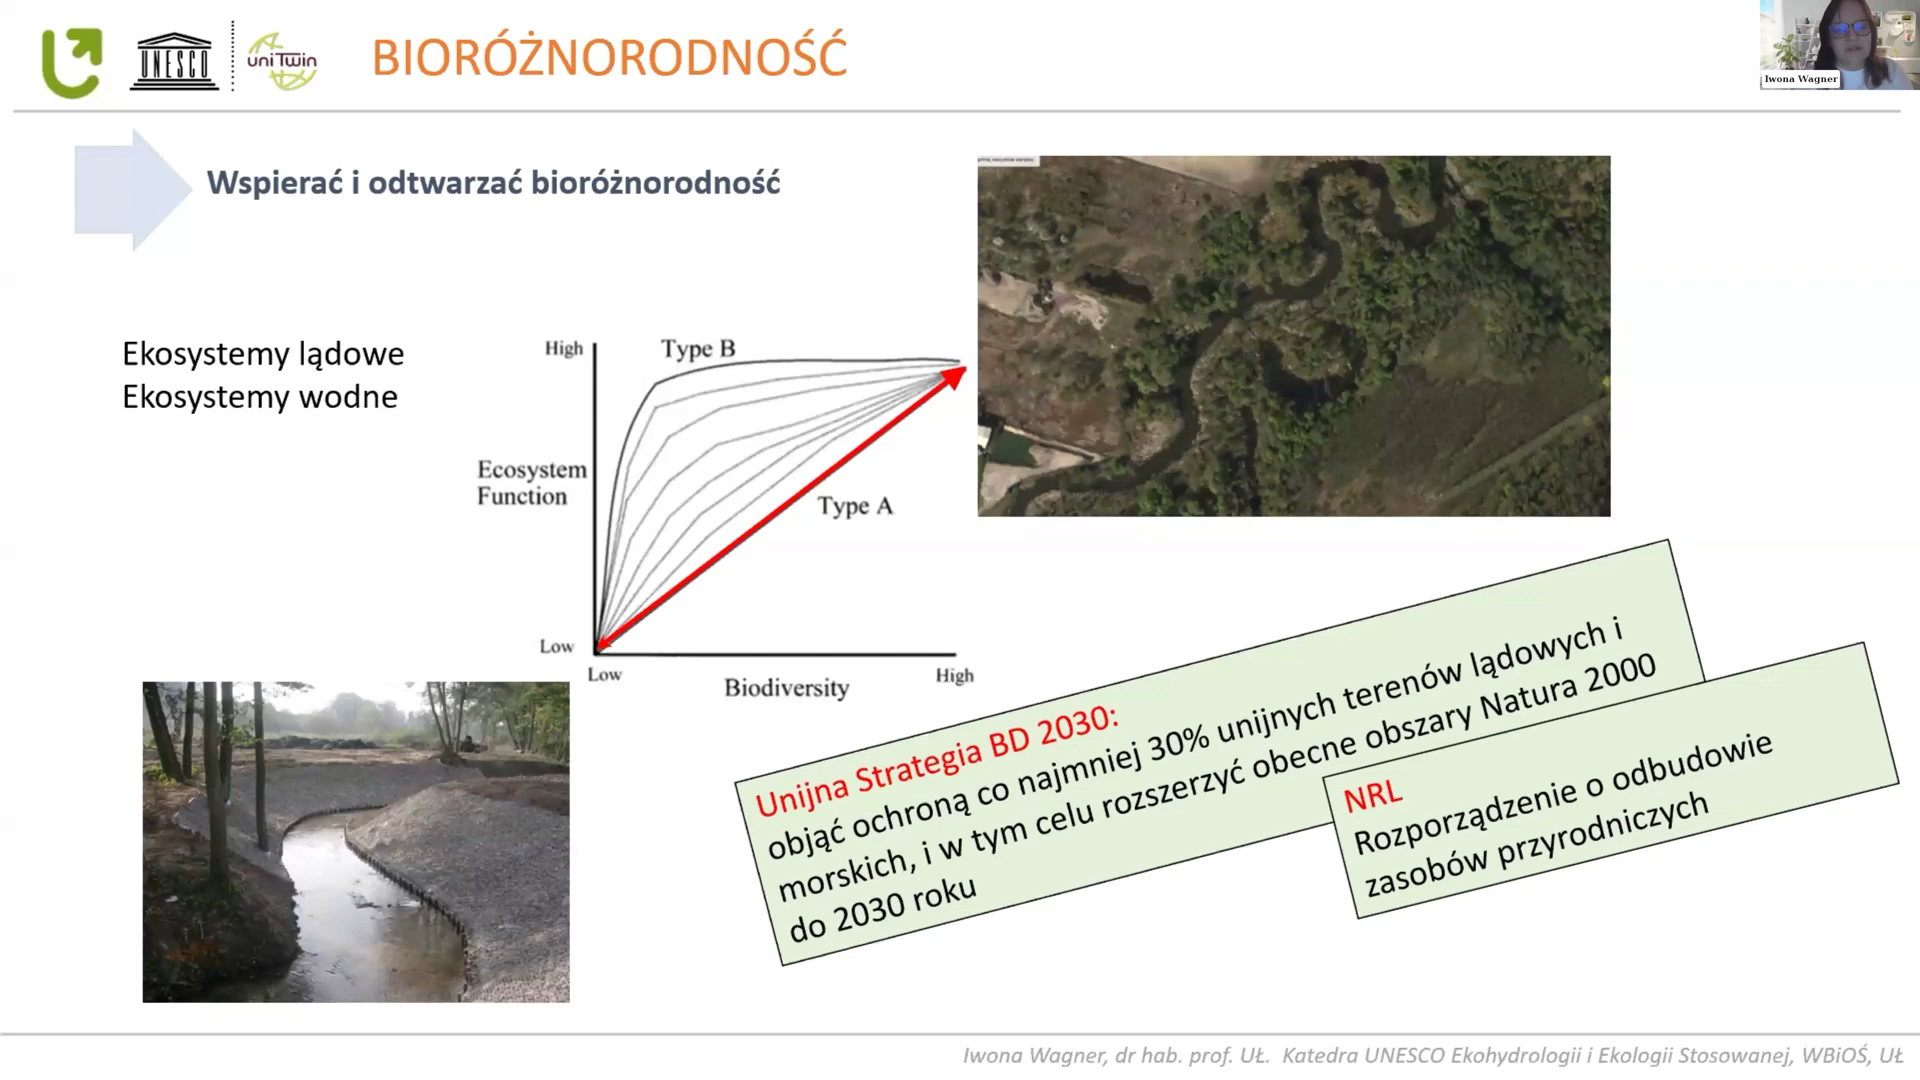 UNESCO
uniTwin
BIORÓŻNORODNOŚĆ
Iwona Wagner
Wspierać i odtwarzać bioróżnorodność
Ekosystemy lądowe
Ekosystemy wodne
High
Type B
Ecosystem
Function
Type A
Low
Low
Biodiversity
High
Unijna Strategia BD 2030:
objąć ochroną co najmniej 30% unijnych terenów lądowych i
morskich, i w tym celu rozszerzyć obecne obszary Natura 2000
do 2030 roku
NRL
Rozporządzenie o odbudowie
zasobów przyrodniczych
Iwona Wagner, dr hab. prof. UŁ. Katedra UNESCO Ekohydrologii i Ekologii Stosowanej, WBiOŚ, UŁ